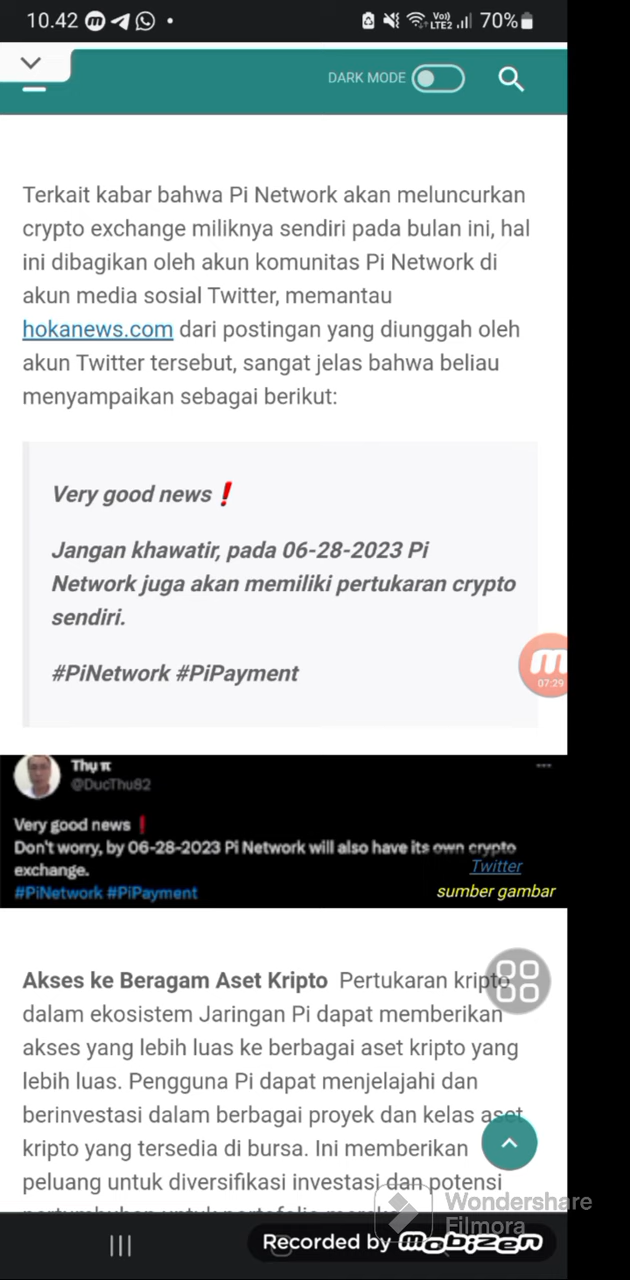 10.42
Vo)
LTE2
70%
DARK MODE
Terkait kabar bahwa Pi Network akan meluncurkan
crypto exchange miliknya sendiri pada bulan ini, hal
ini dibagikan oleh akun komunitas Pi Network di
akun media sosial Twitter, memantau
hokanews.com dari postingan yang diunggah oleh
akun Twitter tersebut, sangat jelas bahwa beliau
menyampaikan sebagai berikut:
Very good news❗
Jangan khawatir, pada 06-28-2023 Pi
Network juga akan memiliki pertukaran crypto
sendiri.
#PiNetwork #PiPayment
m
07:29
Thụ π
@DucThu82
Very good news❗
Don't worry, by 06-28-2023 Pi Network will also have its own crypto
exchange.
Twitter
#PiNetwork #PiPayment
sumber gambar
Akses ke Beragam Aset Kripto Pertukaran kripto
dalam ekosistem Jaringan Pi dapat memberikan
akses yang lebih luas ke berbagai aset kripto yang
lebih luas. Pengguna Pi dapat menjelajahi dan
berinvestasi dalam berbagai proyek dan kelas aset
kripto yang tersedia di bursa. Ini memberikan
peluang untuk diversifikasi investasi dan potensi
Wondershare
Filmora
Recorded by mobizen